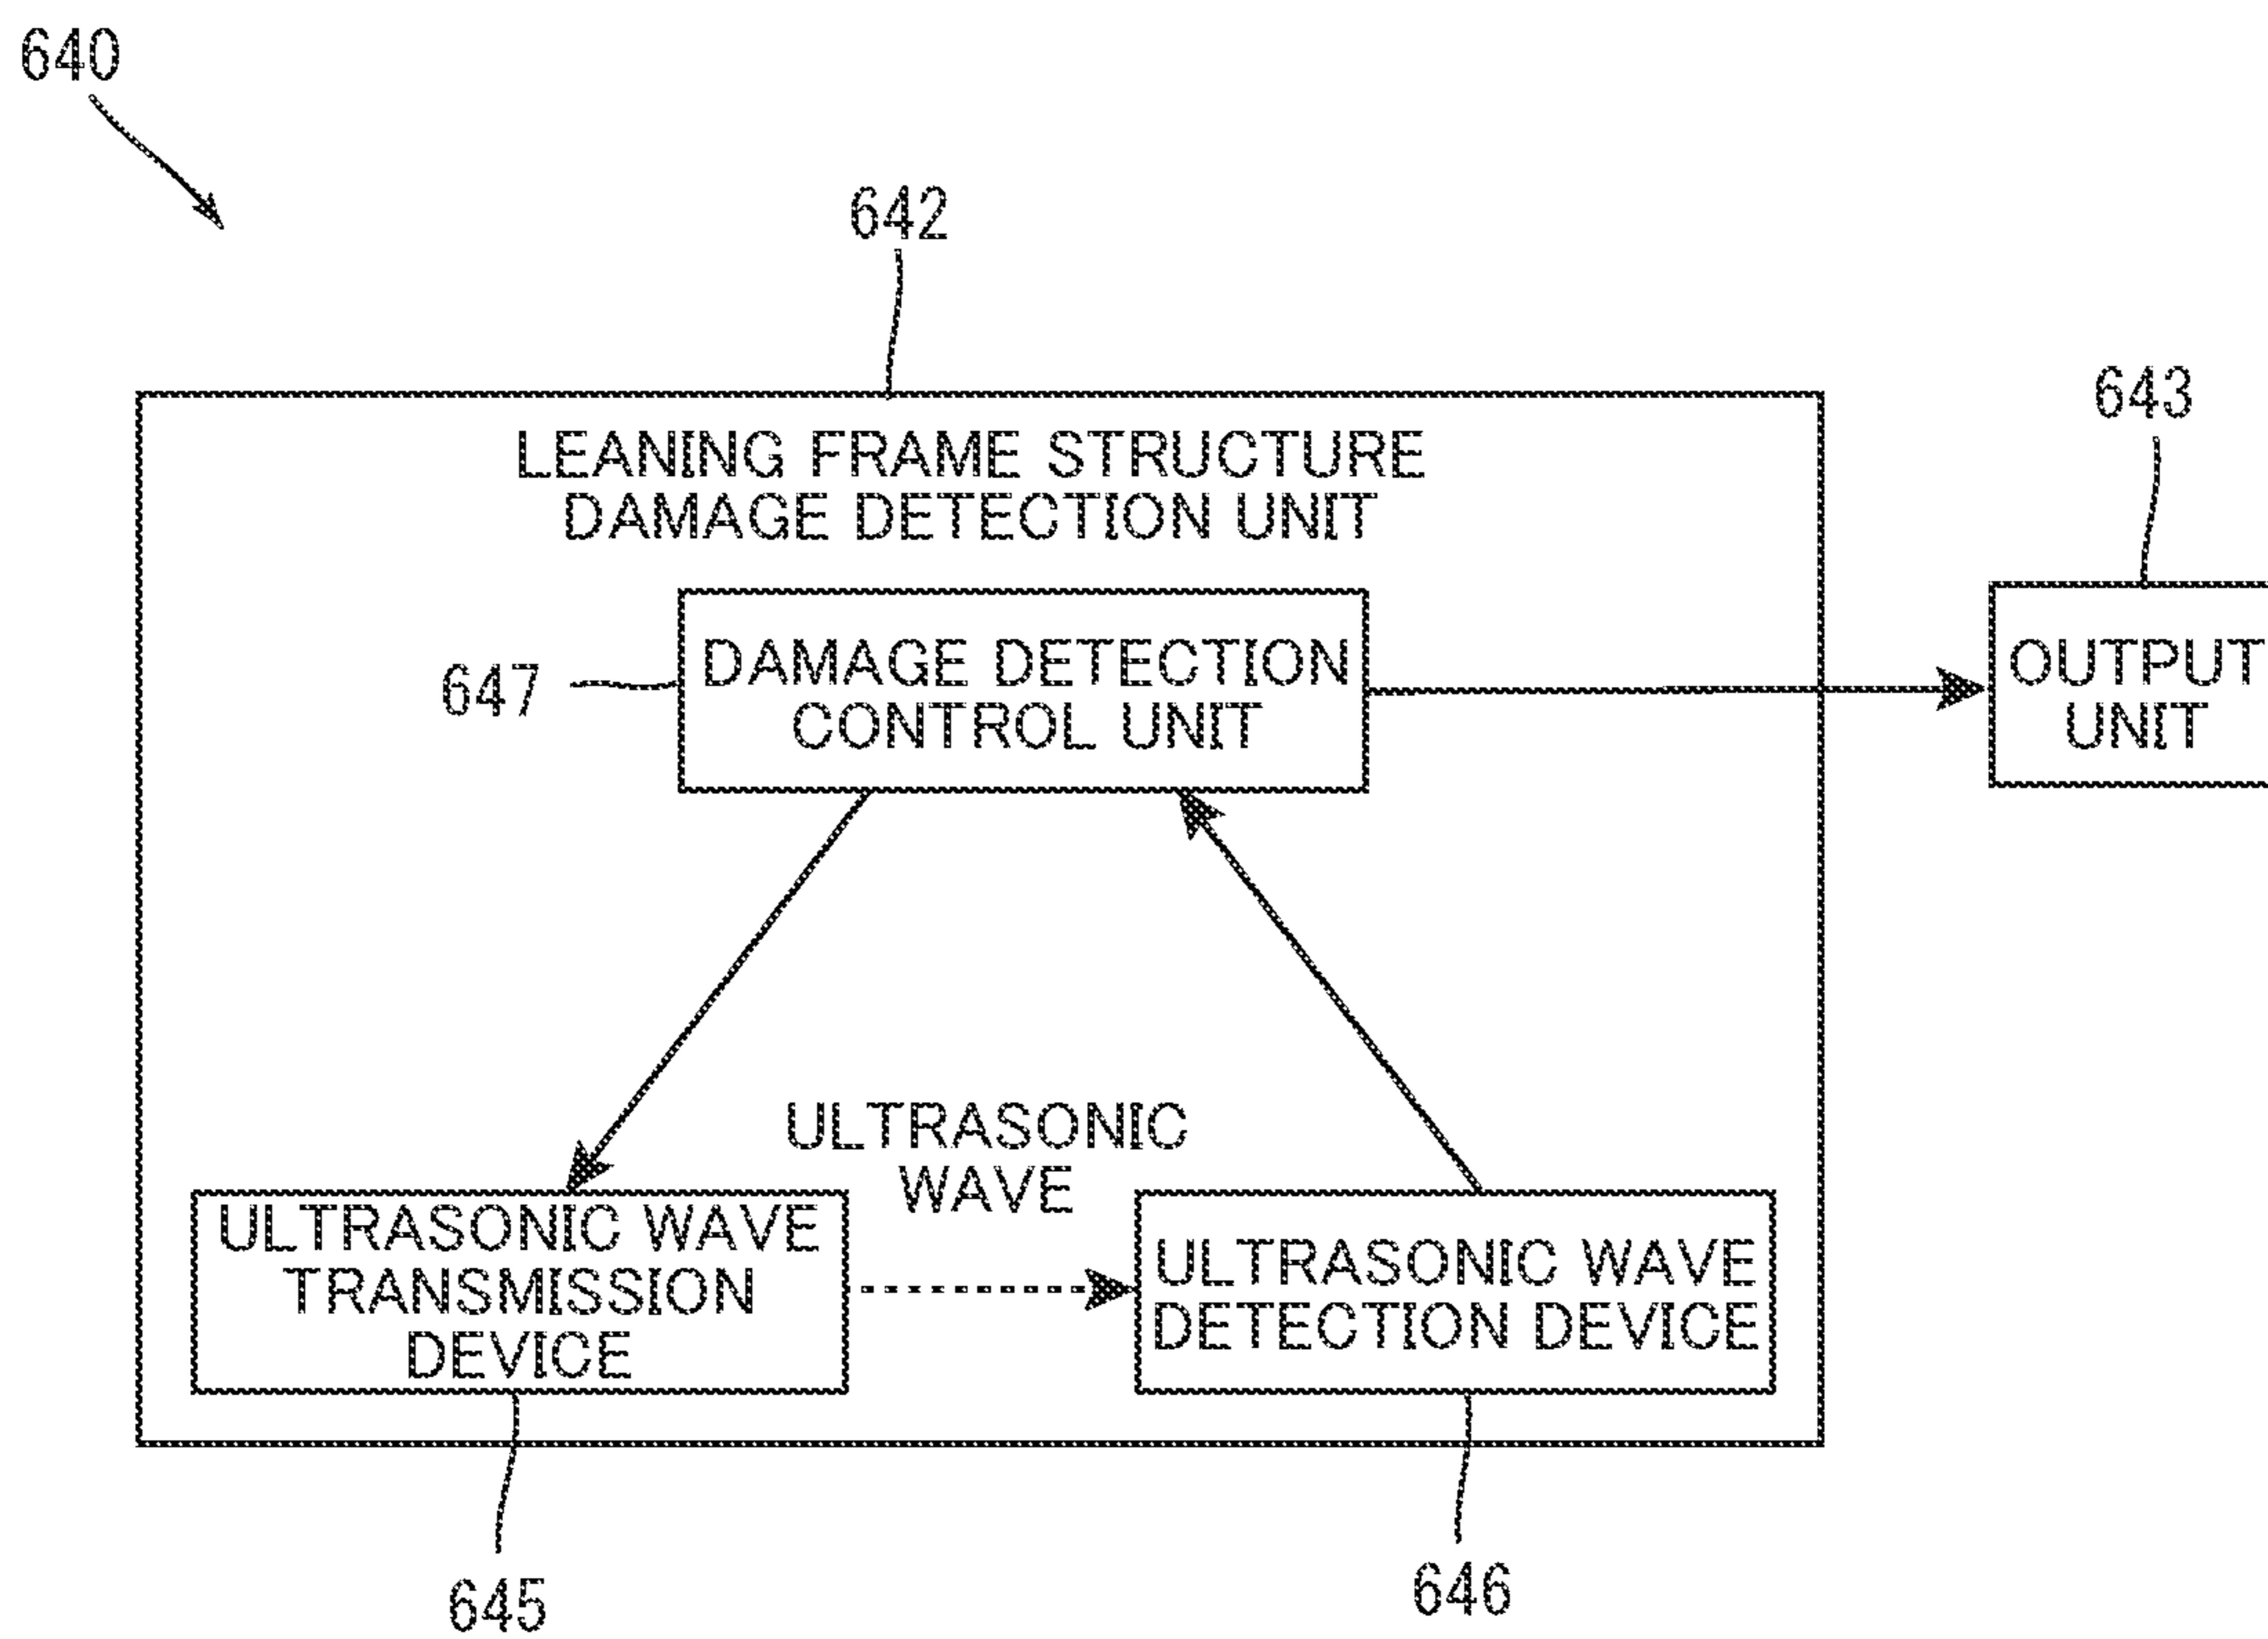 640
642
LEANING FRAME STRUCTURE
DAMAGE DETECTION UNIT
643
647
DAMAGE DETECTION
CONTROL UNIT
OUTPUT
UNIT
ULTRASONIC
WAVE
ULTRASONIC WAVE
TRANSMISSION
DEVICE
ULTRASONIC WAVE
DETECTION DEVICE
645
646